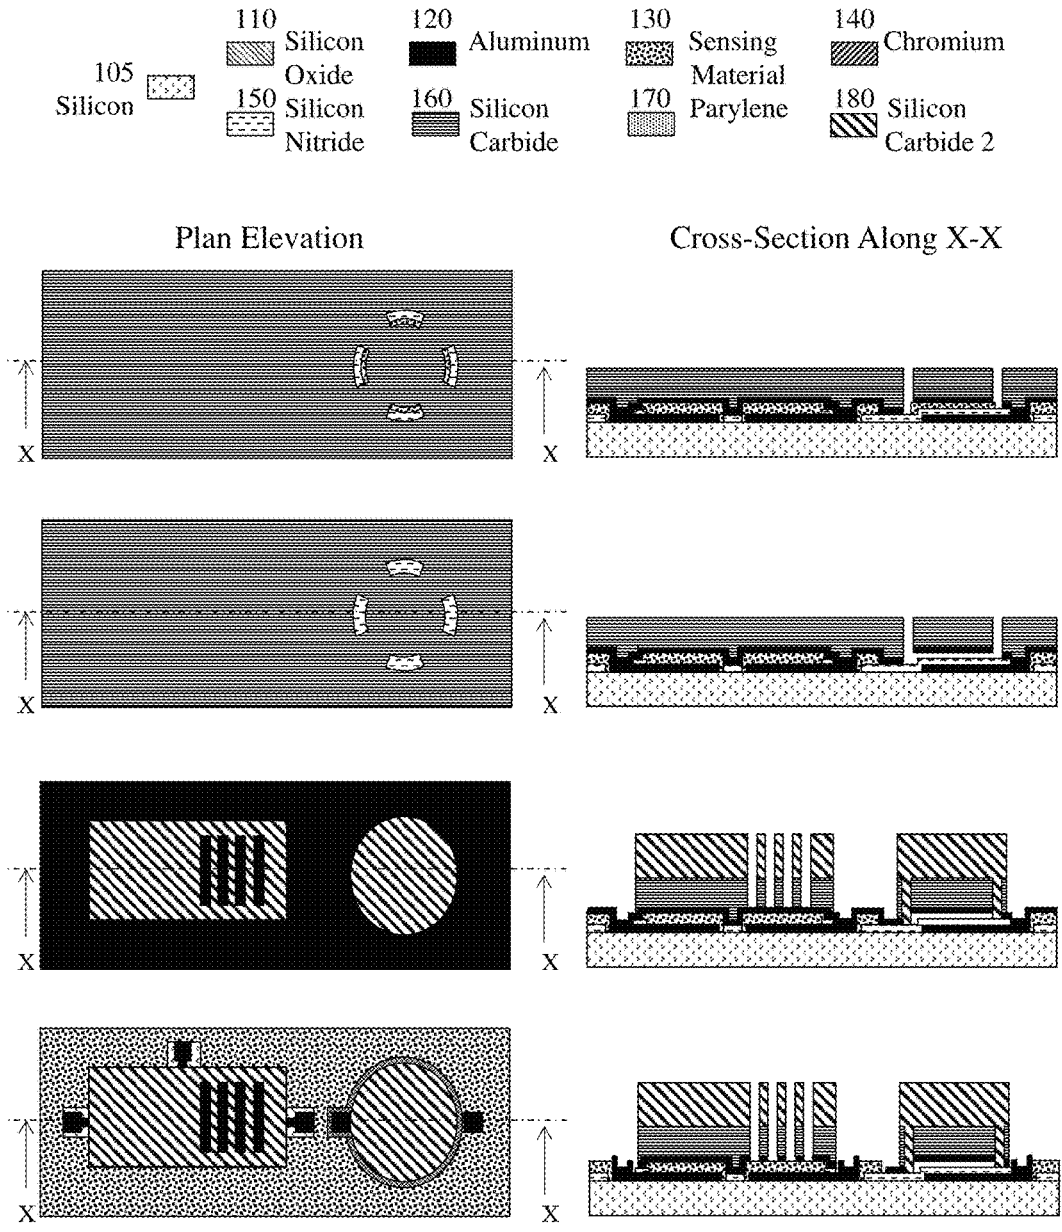 110 120 130 140
Silicon Aluminum Sensing Chromium
105 Oxide Material
Silicon 150 Silicon 160 Silicon 170 Parylene 180 Silicon
Nitride Carbide Carbide 2
Plan Elevation Cross-Section Along X-X
X X
X X
X X
X X